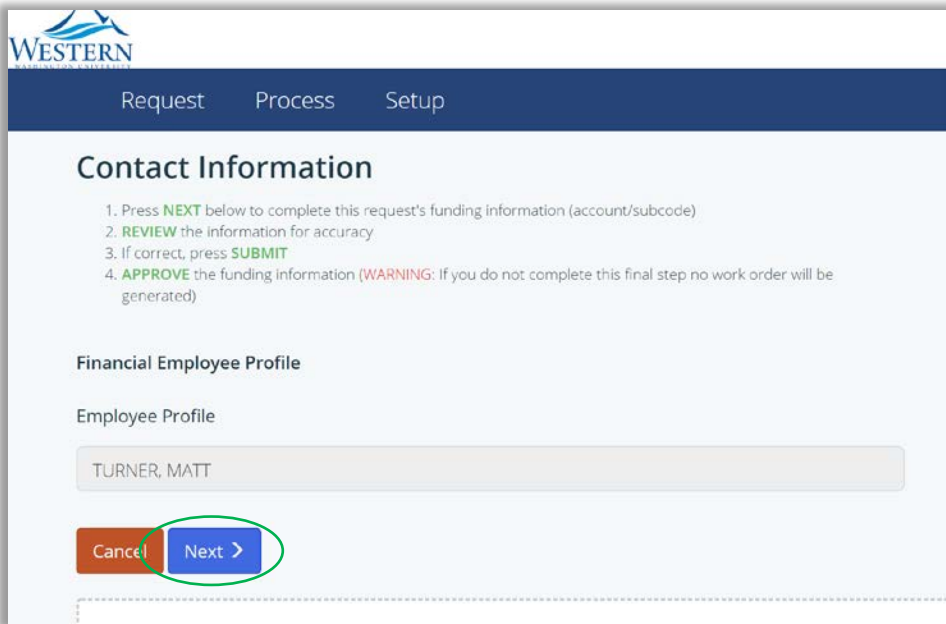 WESTERN
WASHINGTON UNIVERSITY
Request Process Setup
Contact Information
1. Press NEXT below to complete this request's funding information (account/subcode)
2. REVIEW the information for accuracy
3. If correct, press SUBMIT
4. APPROVE the funding information (WARNING: If you do not complete this final step no work order will be
generated)
Financial Employee Profile
Employee Profile
TURNER, MATT
Cancel Next >